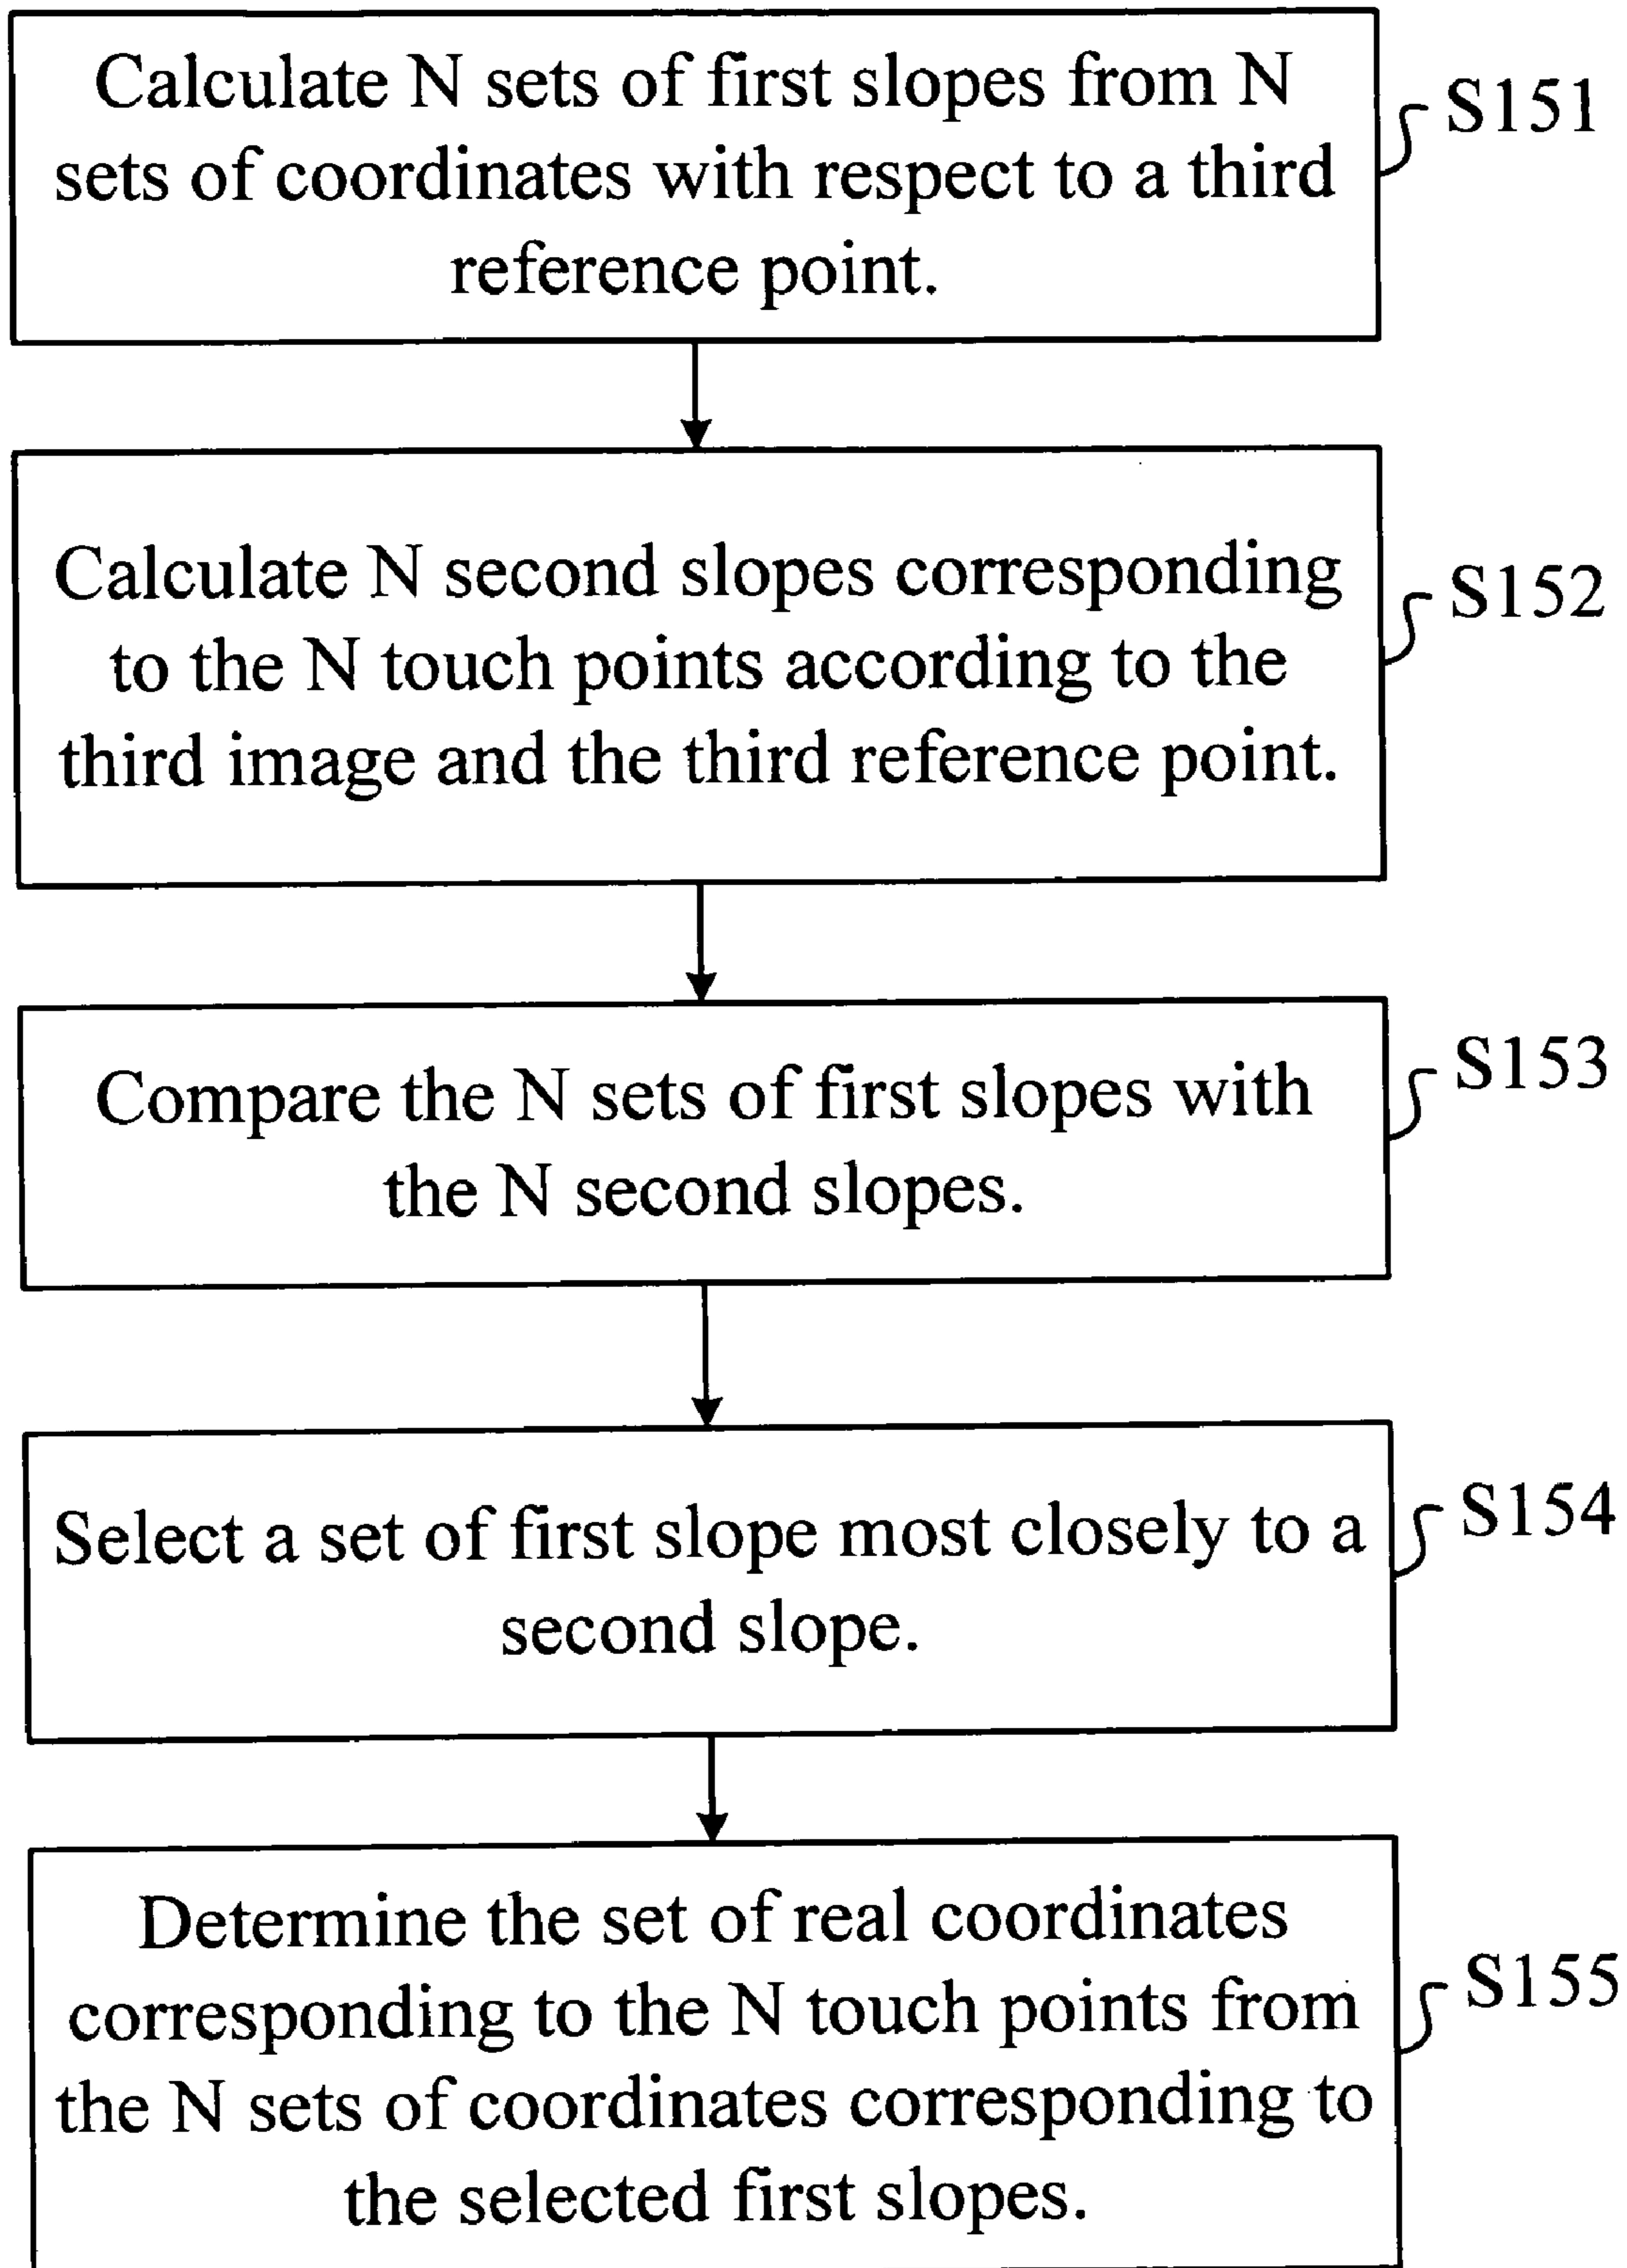 Calculate N sets of first slopes from N
sets of coordinates with respect to a third
reference point.
S151
Calculate N second slopes corresponding
to the N touch points according to the
third image and the third reference point.
S152
Compare the N sets of first slopes with
the N second slopes.
S153
Select a set of first slope most closely to a
second slope.
S154
Determine the set of real coordinates
corresponding to the N touch points from
the N sets of coordinates corresponding to
the selected first slopes.
S155